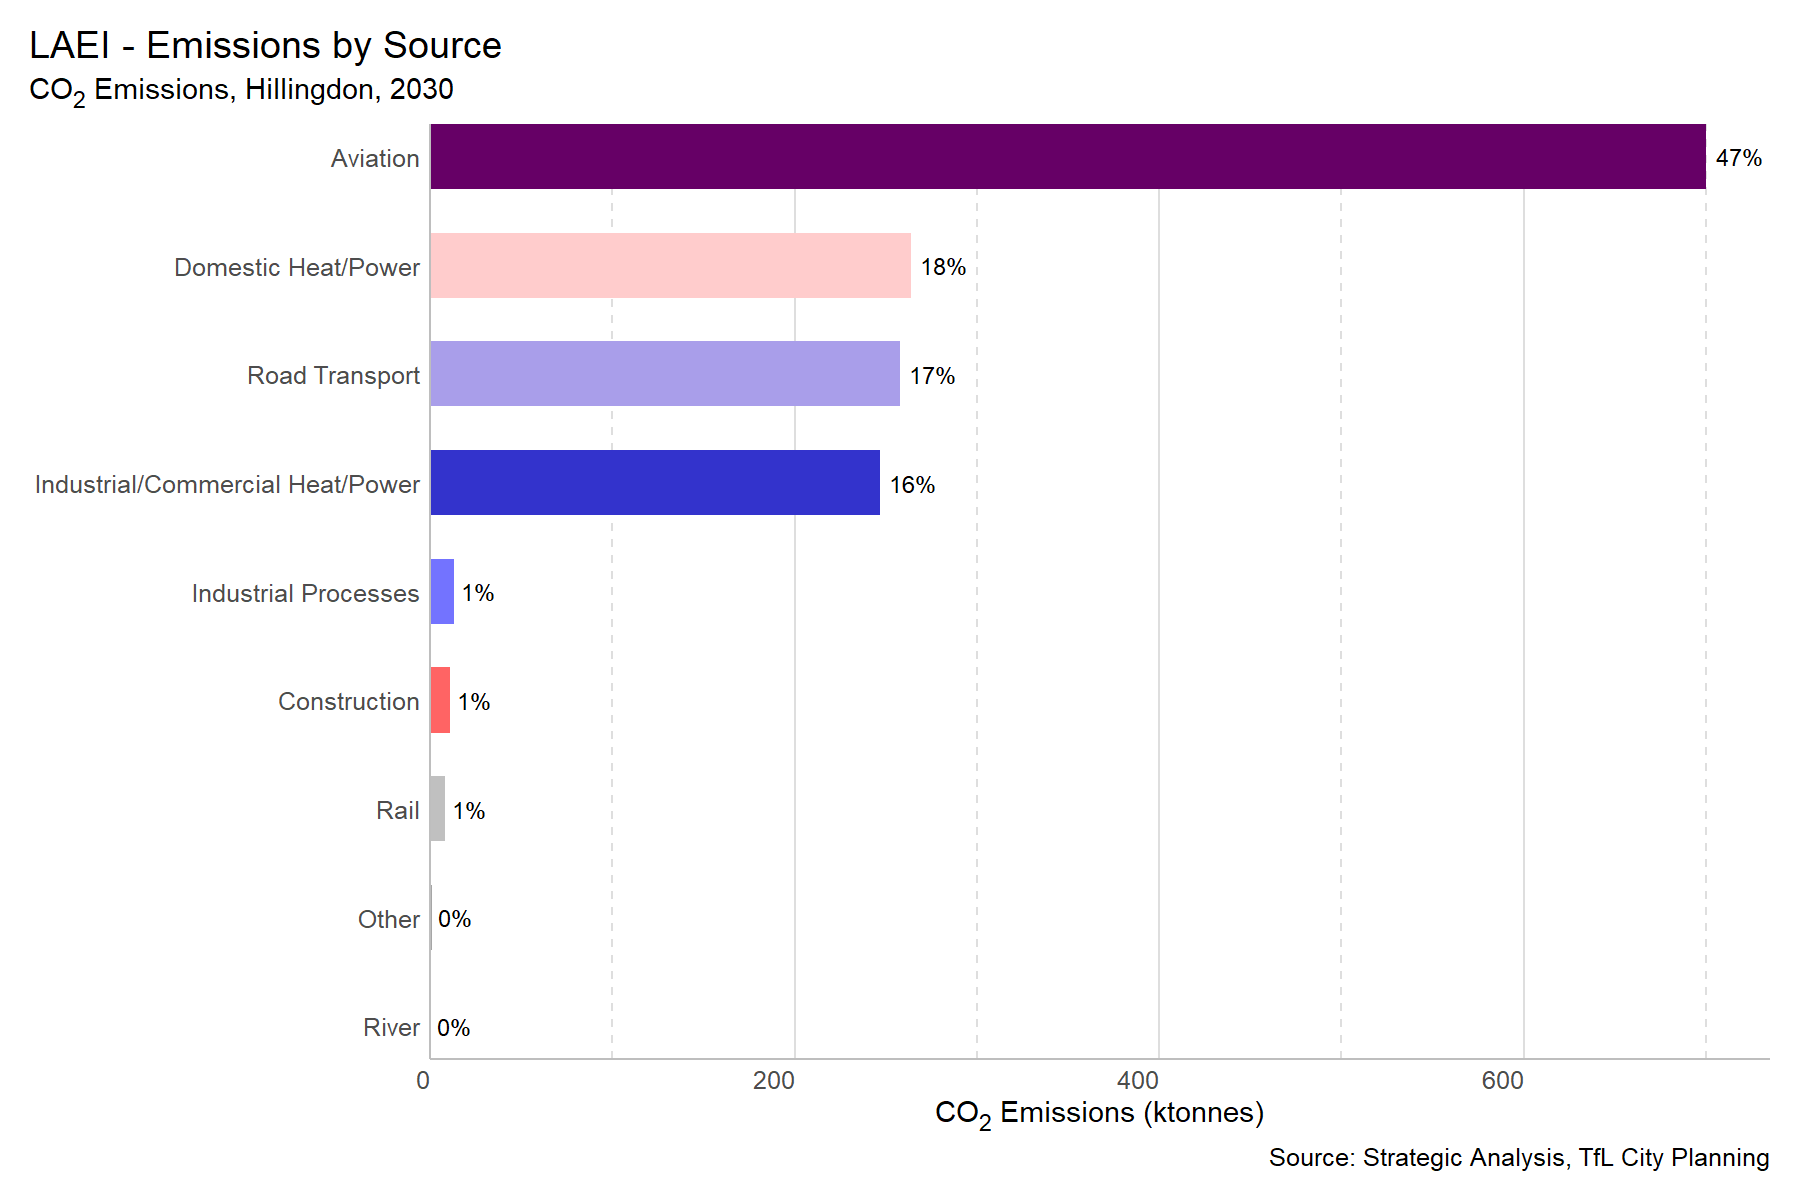 LAEI - Emissions by Source
CO₂ Emissions, Hillingdon, 2030
Aviation 47%
Domestic Heat/Power 18%
Road Transport 17%
Industrial/Commercial Heat/Power 16%
Industrial Processes 1%
Construction 1%
Rail 1%
Other 0%
River 0%
0 200 400 600
CO₂ Emissions (ktonnes)
Source: Strategic Analysis, TfL City Planning